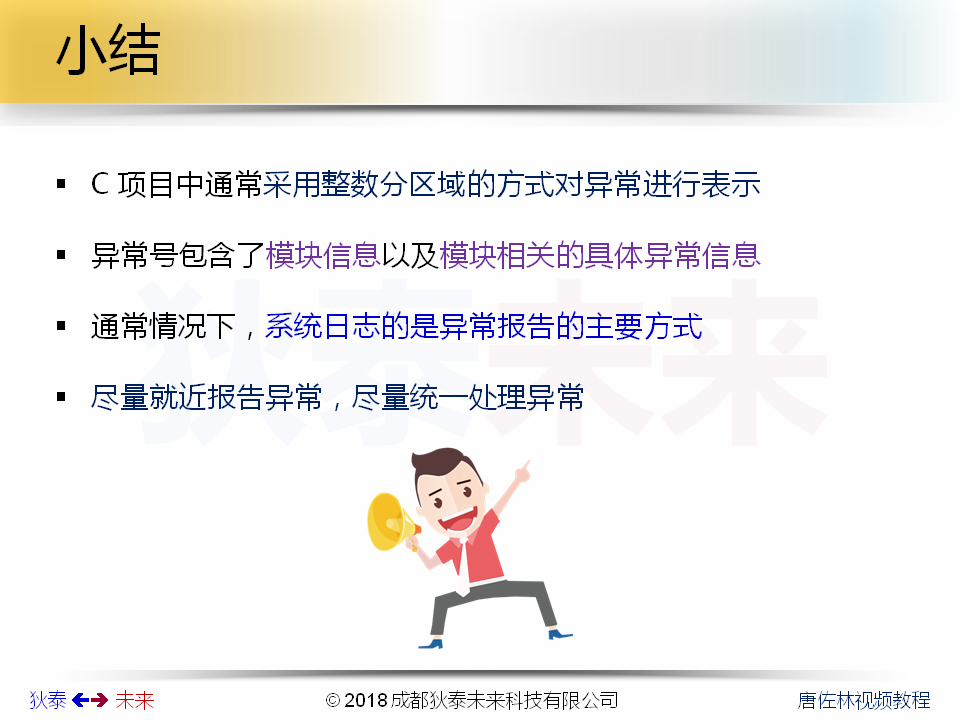 小结
C 项目中通常采用整数分区域的方式对异常进行表示
异常号包含了模块信息以及模块相关的具体异常信息
通常情况下，系统日志的是异常报告的主要方式
尽量就近报告异常，尽量统一处理异常
狄泰未来
狄泰 未来
© 2018 成都狄泰未来科技有限公司
唐佐林视频教程